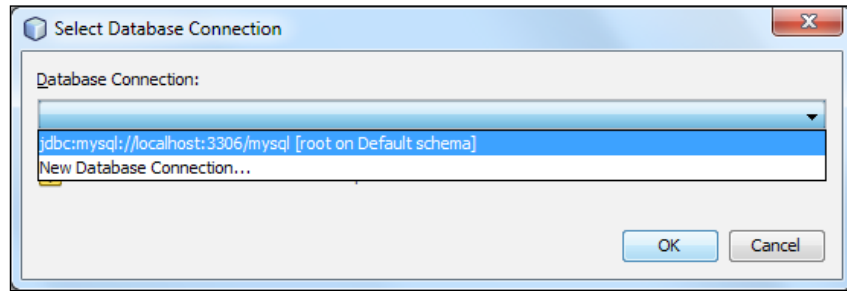 Select Database Connection
Database Connection:
jdbc:mysql://localhost:3306/mysql [root on Default schema]
New Database Connection...
OK Cancel